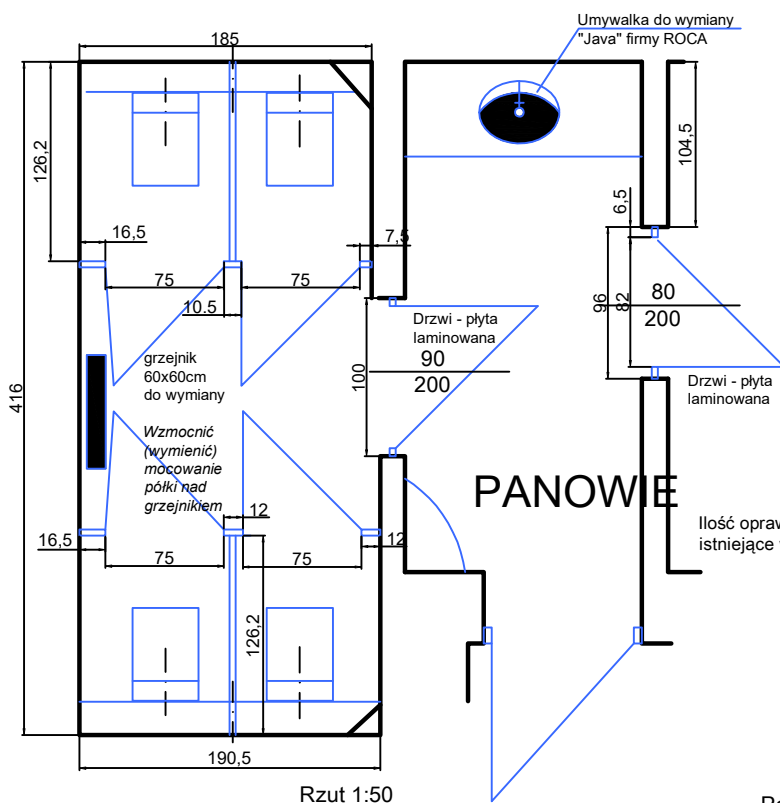 Umywalka do wymiany
"Java" firmy ROCA
185
126,2
104,5
16,5
7,5
6,5
75
75
10.5
96
82
80
200
Drzwi - płyta
laminowana
90
200
100
Drzwi - płyta
laminowana
grzejnik
60x60cm
do wymiany
416
Wzmocnić
(wymienić)
mocowanie
półki nad
grzejnikiem
PANOWIE
Ilość opraw
istniejące
12
12
16,5
75
75
126,2
190,5
Rzut 1:50